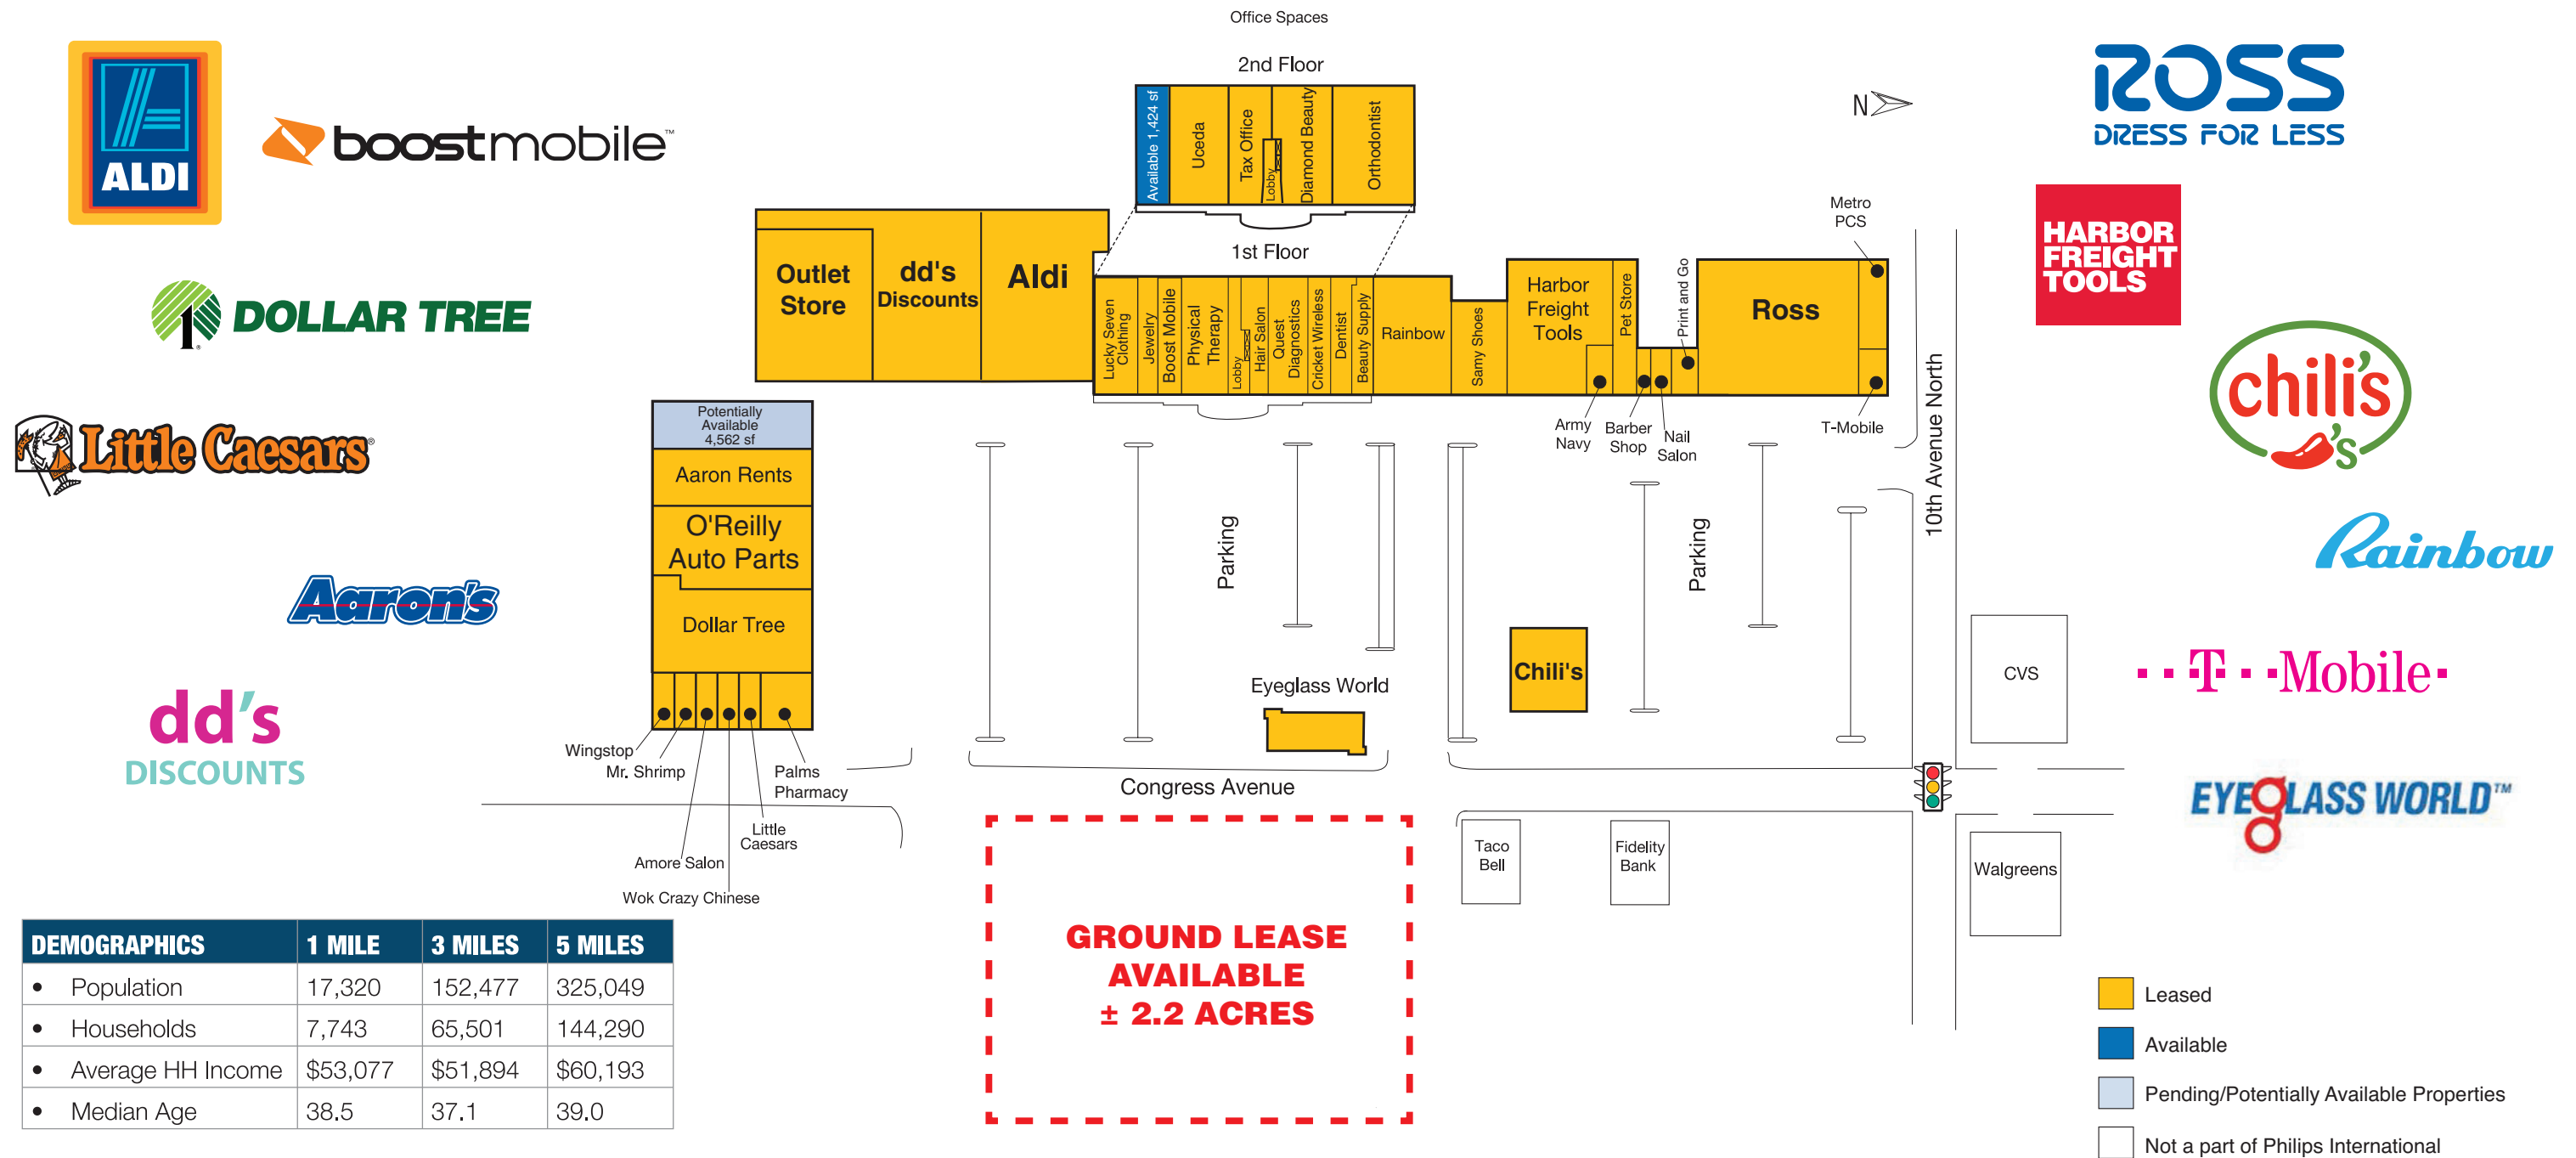 Office Spaces
2nd Floor
Available 1,424 sf
Uceda
Tax Office
Lobby
Diamond Beauty
Orthodontist
N
ALDI
boostmobile™
ROSS
DRESS FOR LESS
HARBOR
FREIGHT
TOOLS
Metro
PCS
1st Floor
Outlet
Store
dd's
Discounts
Aldi
Lucky Seven
Clothing
Jewelry
Boost Mobile
Physical
Therapy
Lobby
Hair Salon
Quest
Diagnostics
Cricket Wireless
Dentist
Beauty Supply
Rainbow
Samy Shoes
Harbor
Freight
Tools
Pet Store
Print and Go
Ross
Army
Navy
Barber
Shop
Nail
Salon
T-Mobile
10th Avenue North
1
DOLLAR TREE
Little Caesars®
Aaron's
dd's
DISCOUNTS
chili's
's
Rainbow
T Mobile
EYEGLASS WORLD™
Potentially
Available
4,562 sf
Aaron Rents
O'Reilly
Auto Parts
Dollar Tree
Wingstop
Mr. Shrimp
Amore Salon
Wok Crazy Chinese
Little
Caesars
Palms
Pharmacy
Parking
Parking
Eyeglass World
Chili's
CVS
Congress Avenue
Taco
Bell
Fidelity
Bank
Walgreens
GROUND LEASE
AVAILABLE
± 2.2 ACRES
DEMOGRAPHICS 1 MILE 3 MILES 5 MILES
• Population 17,320 152,477 325,049
• Households 7,743 65,501 144,290
• Average HH Income $53,077 $51,894 $60,193
• Median Age 38.5 37.1 39.0
Leased
Available
Pending/Potentially Available Properties
Not a part of Philips International